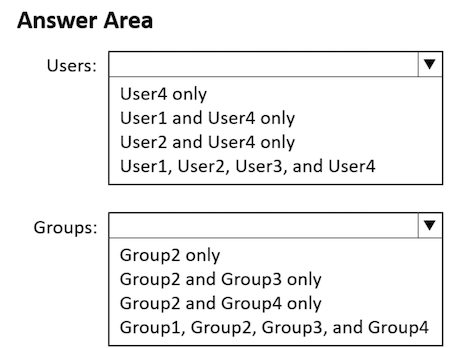 Answer Area
Users:
User4 only
User1 and User4 only
User2 and User4 only
User1, User2, User3, and User4
Groups:
Group2 only
Group2 and Group3 only
Group2 and Group4 only
Group1, Group2, Group3, and Group4